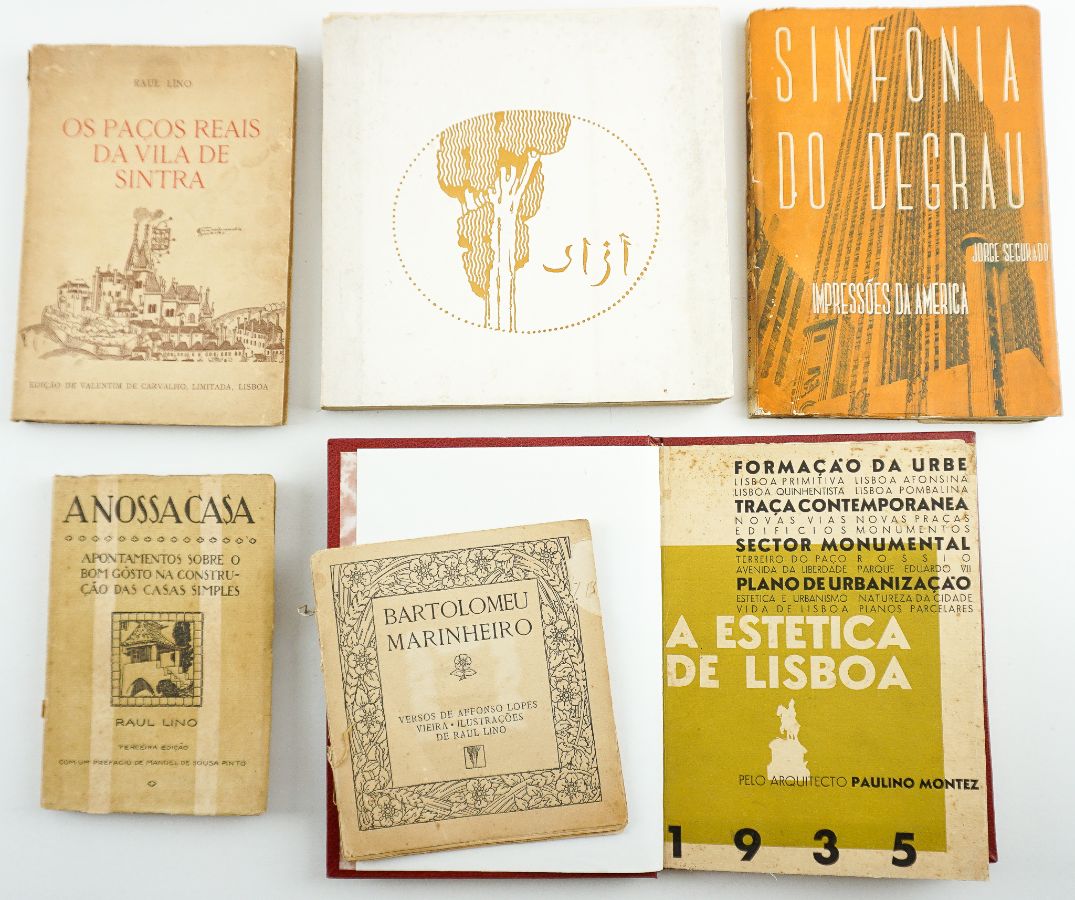 RAUL LINO
OS PAÇOS REAIS
DA VILA DE
SINTRA
EDIÇÃO DE VALENTIM DE CARVALHO, LIMITADA, LISBOA
آزاد
SINFONIA
DO DEGRAU
JORGE SEGURADO
IMPRESSÕES DA AMERICA
A NOSSA CASA
APONTAMENTOS SOBRE O
BOM GÔSTO NA CONSTRU-
ÇÃO DAS CASAS SIMPLES
RAUL LINO
TERCEIRA EDIÇÃO
COM UM PREFÁCIO DE MANOEL DE SOUSA PINTO
BARTOLOMEU
MARINHEIRO
VERSOS DE AFFONSO LOPES
VIEIRA • ILUSTRAÇÕES
DE RAUL LINO
FORMAÇÃO DA URBE
LISBOA PRIMITIVA LISBOA AFONSINA
LISBOA QUINHENTISTA LISBOA POMBALINA
TRAÇA CONTEMPORANEA
NOVAS VIAS NOVAS PRAÇAS
EDIFICIOS MONUMENTOS
SECTOR MONUMENTAL
TERREIRO DO PAÇO ROSSIO
AVENIDA DA LIBERDADE PARQUE EDUARDO VII
PLANO DE URBANIZAÇÃO
ESTETICA E URBANISMO NATUREZA DA CIDADE
VIDA DE LISBOA PLANOS PARCELARES
A ESTETICA
DE LISBOA
PELO ARQUITECTO PAULINO MONTEZ
1935